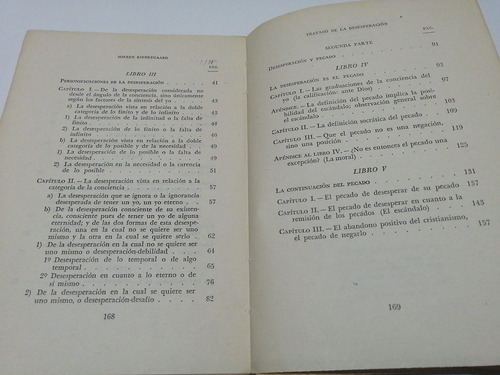 SOREN KIERKEGAARD
PÁG.
LIBRO III
PERSONIFICACIONES DE LA DESESPERACIÓN . . . . 41
CAPÍTULO I. — De la desesperación considerada no
desde el ángulo de la conciencia, sino únicamente
según los factores de la síntesis del yo . . . . 43
a) La desesperación vista en relación a la doble
categoría de lo finito y de lo infinito . . . . 43
1) La desesperación de la infinitud o la falta de
finito . . . . 43
2) La desesperación de lo finito o la falta de
infinito . . . . 46
b) La desesperación vista en relación a la doble
categoría de lo posible y de la necesidad . . . . 49
1) La desesperación de lo posible o la falta de
necesidad . . . . 49
2) La desesperación en la necesidad o la carencia
de lo posible . . . . 51
CAPÍTULO II. — La desesperación vista en relación a la
categoría de la conciencia . . . . 57
a) La desesperación que se ignora o la ignorancia
desesperada de tener un yo, un yo eterno . . . . 57
b) De la desesperación consciente de su existencia,
consciente pues de tener un yo de alguna
eternidad; y de las dos formas de esta desesperación,
una en la cual no se quiere ser uno
mismo y la otra en la cual se quiere serlo . . . . 62
1) De la desesperación en la cual no se quiere ser
uno mismo o desesperación-debilidad . . . . 64
1º Desesperación de lo temporal o de algo
temporal . . . . 65
2º Desesperación en cuanto a lo eterno o de
sí mismo . . . . 76
2) De la desesperación en la cual se quiere ser
uno mismo, o desesperación-desafío . . . . 82
168
TRATADO DE LA DESESPERACIÓN
PÁG.
SEGUNDA PARTE
DESESPERACIÓN Y PECADO . . . . 91
LIBRO IV
LA DESESPERACIÓN ES EL PECADO . . . . 93
CAPÍTULO I. — Las graduaciones de la conciencia del
yo (la calificación: ante Dios) . . . . 97
APÉNDICE. — La definición del pecado implica la posibilidad
del escándalo; observación general sobre
el escándalo . . . . 103
CAPÍTULO II. — La definición socrática del pecado . . . . 109
CAPÍTULO III. — Que el pecado no es una negación,
sino una posición . . . . 119
APÉNDICE AL LIBRO IV. — (¿No es entonces el pecado una
excepción? (La moral) . . . . 125
LIBRO V
LA CONTINUACIÓN DEL PECADO . . . . 131
CAPÍTULO I. — El pecado de desesperar de su pecado . . . . 137
CAPÍTULO II. — El pecado de desesperar en cuanto a la
remisión de los pecados (El escándalo) . . . . 143
CAPÍTULO III. — El abandono positivo del cristianismo,
el pecado de negarlo . . . . 157
169